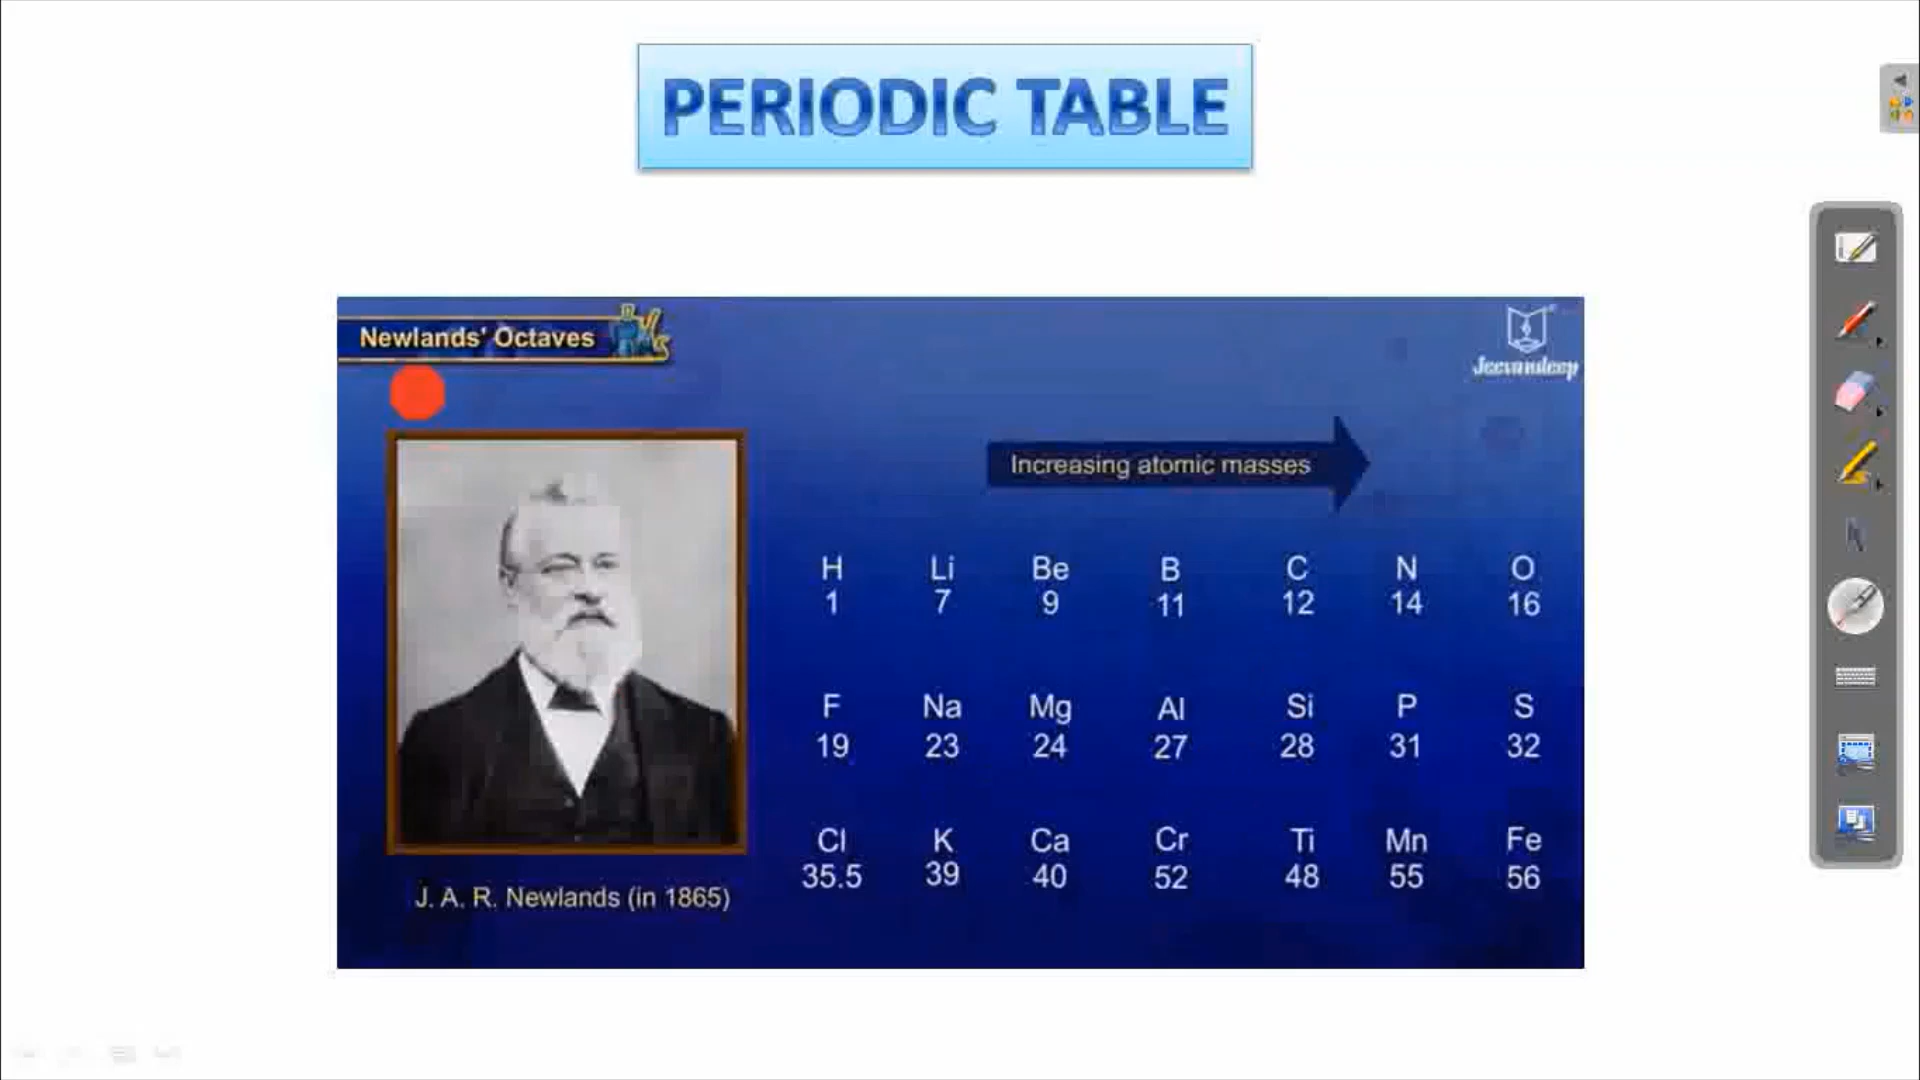 PERIODIC TABLE
Newlands' Octaves
Jeevandeep
Increasing atomic masses
H Li Be B C N O
1 7 9 11 12 14 16
F Na Mg Al Si P S
19 23 24 27 28 31 32
Cl K Ca Cr Ti Mn Fe
35.5 39 40 52 48 55 56
J. A. R. Newlands (in 1865)